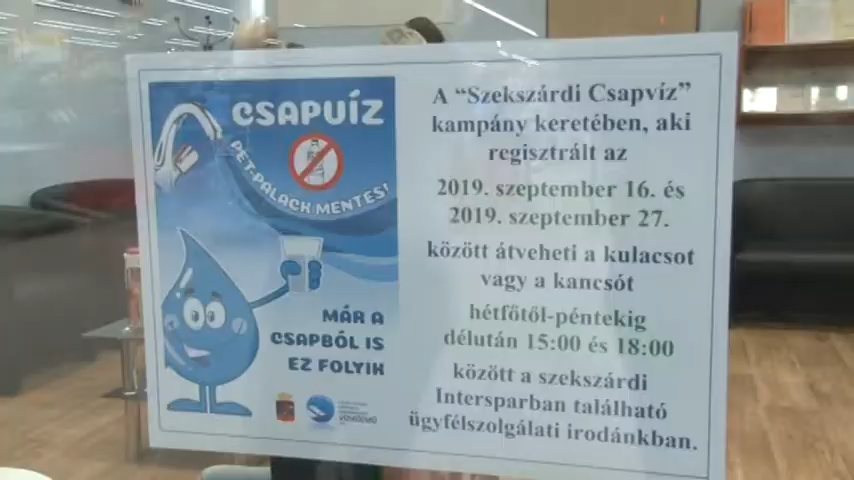 CSAPVÍZ
PET-PALACK MENTES!
MÁR A
CSAPBÓL IS
EZ FOLYIK
A “Szekszárdi Csapvíz”
kampány keretében, aki
regisztrált az
2019. szeptember 16. és
2019. szeptember 27.
között átveheti a kulacsot
vagy a kancsót
hétfőtől-péntekig
délután 15:00 és 18:00
között a szekszárdi
Intersparban található
ügyfélszolgálati irodánkban.